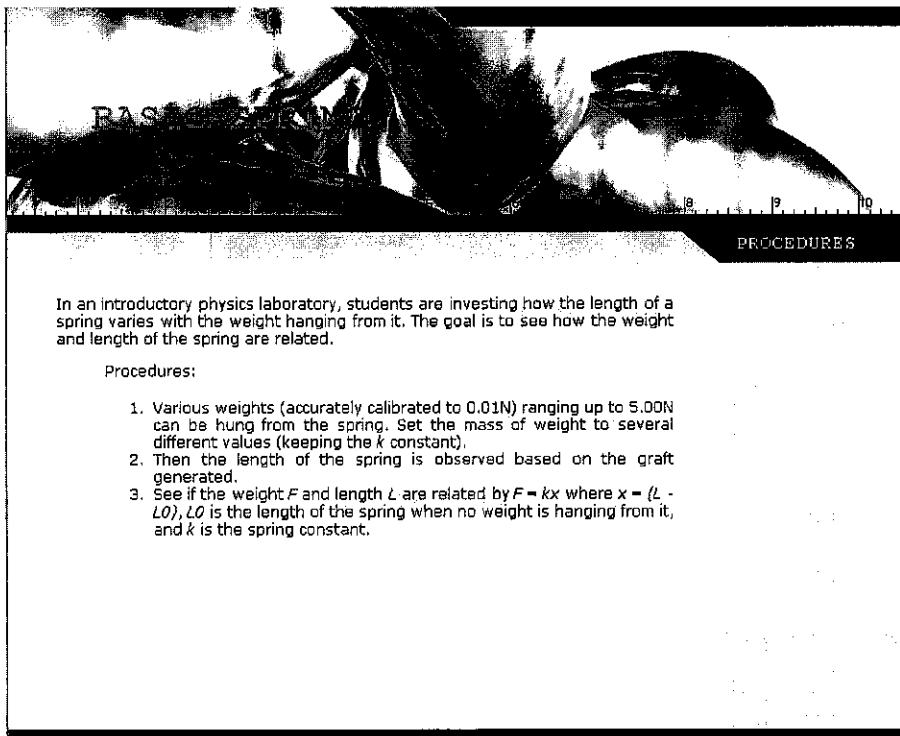 8 9 10
PROCEDURES
In an introductory physics laboratory, students are investing how the length of a
spring varies with the weight hanging from it. The goal is to see how the weight
and length of the spring are related.
Procedures:
1. Various weights (accurately calibrated to 0.01N) ranging up to 5.00N
can be hung from the spring. Set the mass of weight to several
different values (keeping the k constant).
2. Then the length of the spring is observed based on the graft
generated.
3. See if the weight F and length L are related by F = kx where x = (L -
L0), L0 is the length of the spring when no weight is hanging from it,
and k is the spring constant.